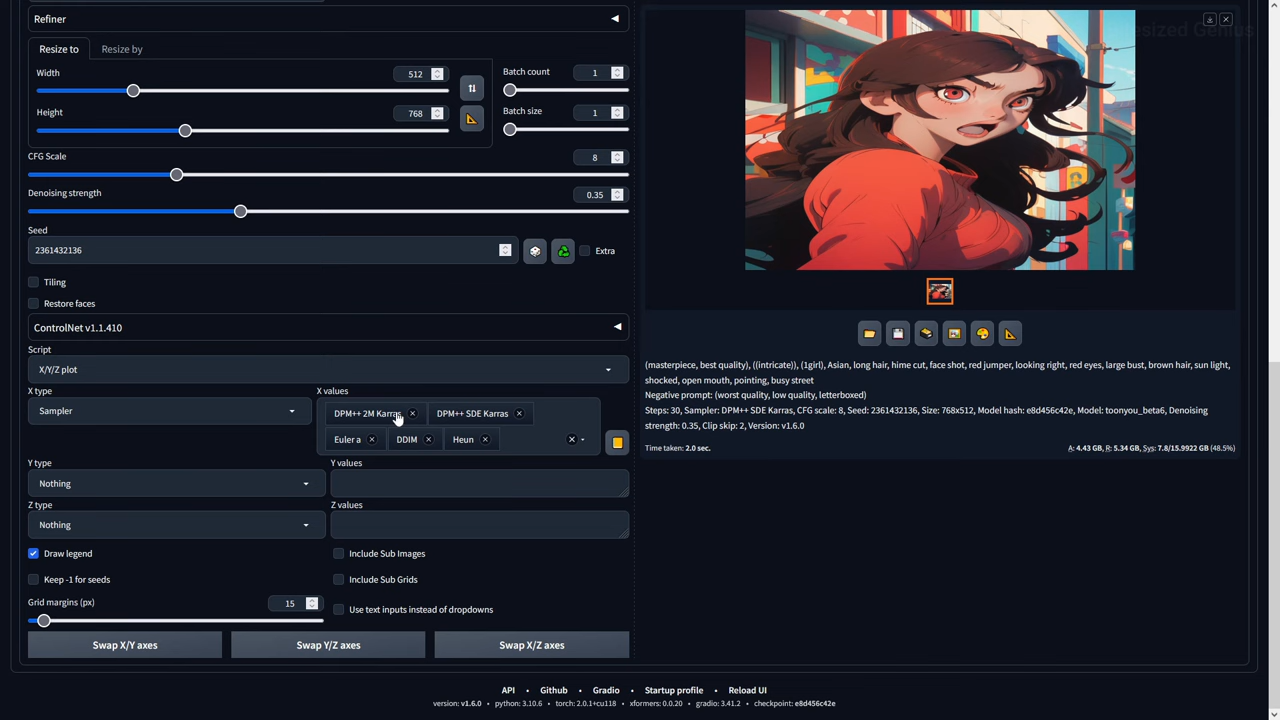 Refiner
Resize to
Resize by
Width
512
Height
768
Batch count
1
Batch size
1
CFG Scale
8
Denoising strength
0.35
Seed
2361432136
Extra
Tiling
Restore faces
ControlNet v1.1.410
Script
X/Y/Z plot
X type
Sampler
X values
DPM++ 2M Karras
DPM++ SDE Karras
Euler a
DDIM
Heun
Y type
Nothing
Y values
Z type
Nothing
Z values
Draw legend
Include Sub Images
Keep -1 for seeds
Include Sub Grids
Grid margins (px)
15
Use text inputs instead of dropdowns
Swap X/Y axes
Swap Y/Z axes
Swap X/Z axes
(masterpiece, best quality), ((intricate)), (1girl), Asian, long hair, hime cut, face shot, red jumper, looking right, red eyes, large bust, brown hair, sun light,
shocked, open mouth, pointing, busy street
Negative prompt: (worst quality, low quality, letterboxed)
Steps: 30, Sampler: DPM++ SDE Karras, CFG scale: 8, Seed: 2361432136, Size: 768x512, Model hash: e8d456c42e, Model: toonyou_beta6, Denoising
strength: 0.35, Clip skip: 2, Version: v1.6.0
Time taken: 2.0 sec.
A: 4.43 GB, R: 5.34 GB, Sys: 7.8/15.9922 GB (48.5%)
API • Github • Gradio • Startup profile • Reload UI
version: v1.6.0 • python: 3.10.6 • torch: 2.0.1+cu118 • xformers: 0.0.20 • gradio: 3.41.2 • checkpoint: e8d456c42e